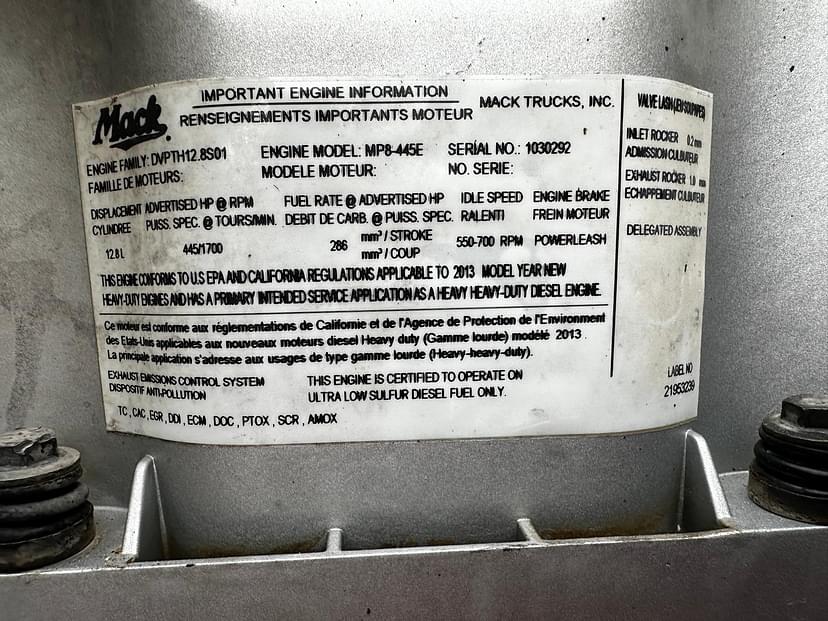 Mack
IMPORTANT ENGINE INFORMATION
RENSEIGNEMENTS IMPORTANTS MOTEUR
MACK TRUCKS, INC.
ENGINE FAMILY: DVPTH12.8S01
FAMILLE DE MOTEURS:
ENGINE MODEL: MP8-445E
MODELE MOTEUR:
SERIAL NO.: 1030292
NO. SERIE:
DISPLACEMENT ADVERTISED HP @ RPM FUEL RATE @ ADVERTISED HP IDLE SPEED ENGINE BRAKE
CYLINDREE PUISS. SPEC. @ TOURS/MIN. DEBIT DE CARB. @ PUISS. SPEC. RALENTI FREIN MOTEUR
12.8L 445/1700 286 mm³ / STROKE 550-700 RPM POWERLEASH
mm³ / COUP
THIS ENGINE CONFORMS TO U.S EPA AND CALIFORNIA REGULATIONS APPLICABLE TO 2013 MODEL YEAR NEW
HEAVY-DUTY ENGINES AND HAS A PRIMARY INTENDED SERVICE APPLICATION AS A HEAVY HEAVY-DUTY DIESEL ENGINE.
Ce moteur est conforme aux réglementations de Californie et de l'Agence de Protection de l'Environment
des Etats-Unis applicables aux nouveaux moteurs diesel Heavy duty (Gamme lourde) modélé 2013
La principale application s'adresse aux usages de type gamme lourde (Heavy-heavy-duty).
EXHAUST EMISSIONS CONTROL SYSTEM
DISPOSITIF ANTI-POLLUTION
THIS ENGINE IS CERTIFIED TO OPERATE ON
ULTRA LOW SULFUR DIESEL FUEL ONLY.
TC , CAC , EGR , DDI , ECM , DOC , PTOX , SCR , AMOX
VALVE LASH (JEU SOUPAPES)
INLET ROCKER 0.2 mm
ADMISSION CULBUTEUR
EXHAUST ROCKER 1.0 mm
ECHAPPEMENT CULBUTEUR
DELEGATED ASSEMBLY
LABEL NO
21953239